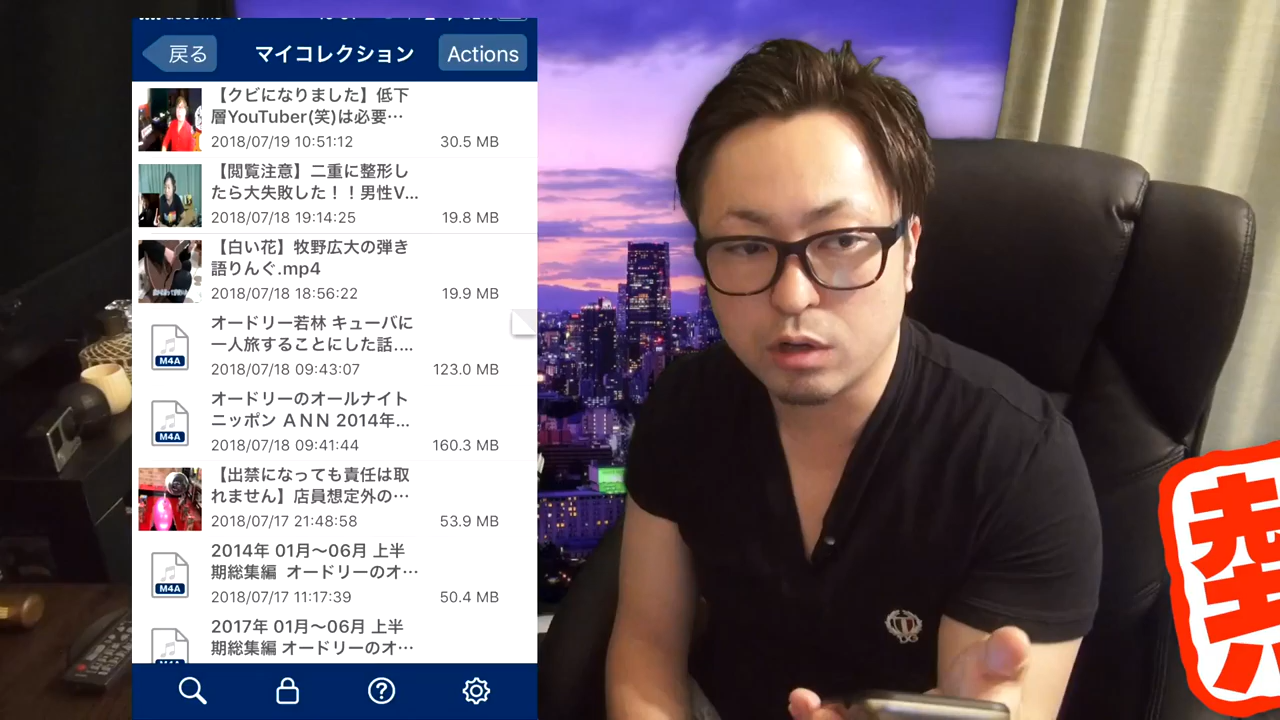 戻る
マイコレクション
Actions
【クビになりました】低下
層YouTuber(笑)は必要…
2018/07/19 10:51:12
30.5 MB
【閲覧注意】二重に整形し
たら大失敗した！！男性V...
2018/07/18 19:14:25
19.8 MB
【白い花】牧野広大の弾き
語りんぐ.mp4
2018/07/18 18:56:22
19.9 MB
オードリー若林 キューバに
一人旅することにした話....
M4A
2018/07/18 09:43:07
123.0 MB
オードリーのオールナイト
ニッポン ＡＮＮ 2014年...
M4A
2018/07/18 09:41:44
160.3 MB
【出禁になっても責任は取
れません】店員想定外の…
2018/07/17 21:48:58
53.9 MB
2014年 01月〜06月 上半
期総集編 オードリーのオ…
M4A
2018/07/17 11:17:39
50.4 MB
2017年 01月〜06月 上半
期総集編 オードリーのオ…